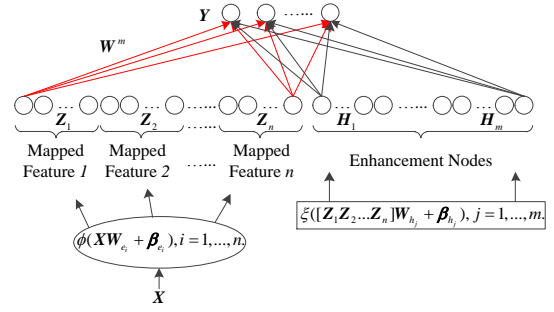 Y ......
W^m
... Z_1 ... Z_2 ...... ... Z_n ... H_1 ...... ... H_m
......
Mapped Feature 1
Mapped Feature 2
......
Mapped Feature n
Enhancement Nodes
ϕ(XW_{e_i} + β_{e_i}), i = 1,...,n.
ξ([Z_1Z_2...Z_n]W_{h_j} + β_{h_j}), j = 1,...,m.
X